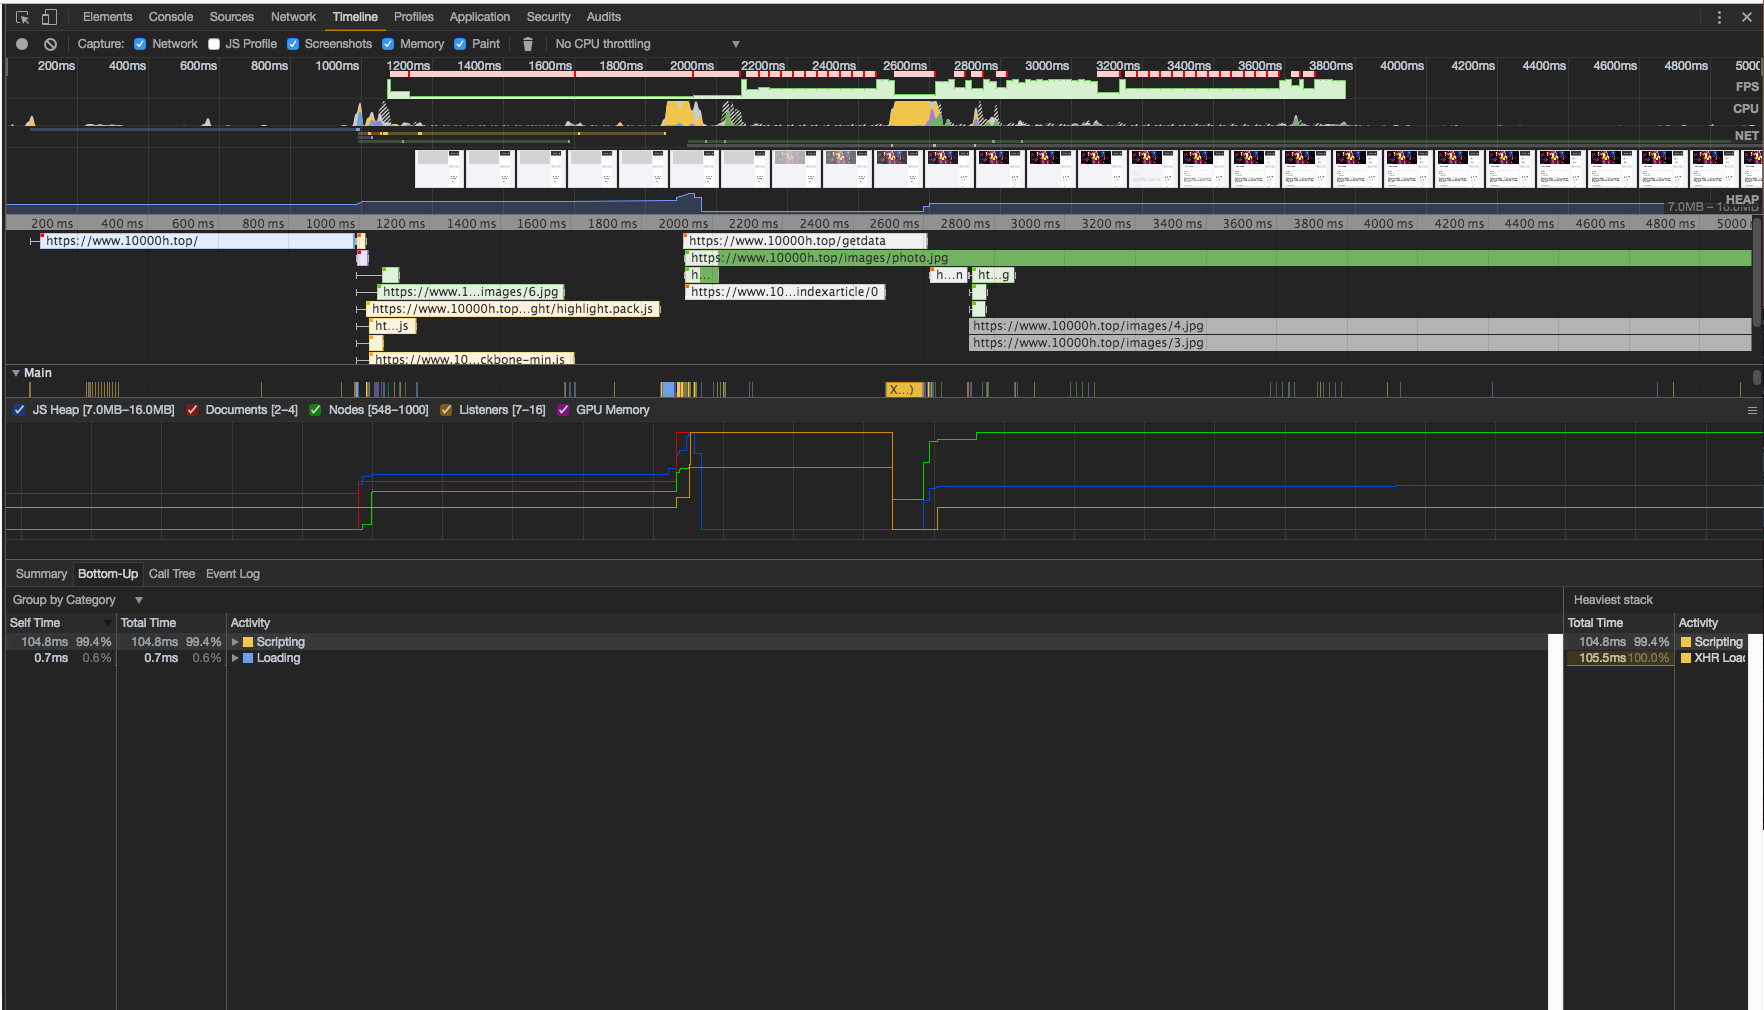 Elements Console Sources Network Timeline Profiles Application Security Audits
Capture: Network JS Profile Screenshots Memory Paint No CPU throttling
200ms 400ms 600ms 800ms 1000ms 1200ms 1400ms 1600ms 1800ms 2000ms 2200ms 2400ms 2600ms 2800ms 3000ms 3200ms 3400ms 3600ms 3800ms 4000ms 4200ms 4400ms 4600ms 4800ms 5000
FPS
CPU
NET
HEAP
7.0MB – 16.0MB
200 ms 400 ms 600 ms 800 ms 1000 ms 1200 ms 1400 ms 1600 ms 1800 ms 2000 ms 2200 ms 2400 ms 2600 ms 2800 ms 3000 ms 3200 ms 3400 ms 3600 ms 3800 ms 4000 ms 4200 ms 4400 ms 4600 ms 4800 ms 5000
https://www.10000h.top/ https://www.10000h.top/getdata
https://www.10000h.top/images/photo.jpg
h... h...n ht...g
https://www.1...images/6.jpg https://www.10...indexarticle/0
https://www.10000h.top...ght/highlight.pack.js
ht...js https://www.10000h.top/images/4.jpg
https://www.10000h.top/images/3.jpg
https://www.10...ckbone-min.js
Main
X...)
JS Heap [7.0MB–16.0MB] Documents [2–4] Nodes [548–1000] Listeners [7–16] GPU Memory
Summary Bottom-Up Call Tree Event Log
Group by Category Heaviest stack
Self Time Total Time Activity Total Time Activity
104.8ms 99.4% 104.8ms 99.4% Scripting 104.8ms 99.4% Scripting
0.7ms 0.6% 0.7ms 0.6% Loading 105.5ms 100.0% XHR Loa